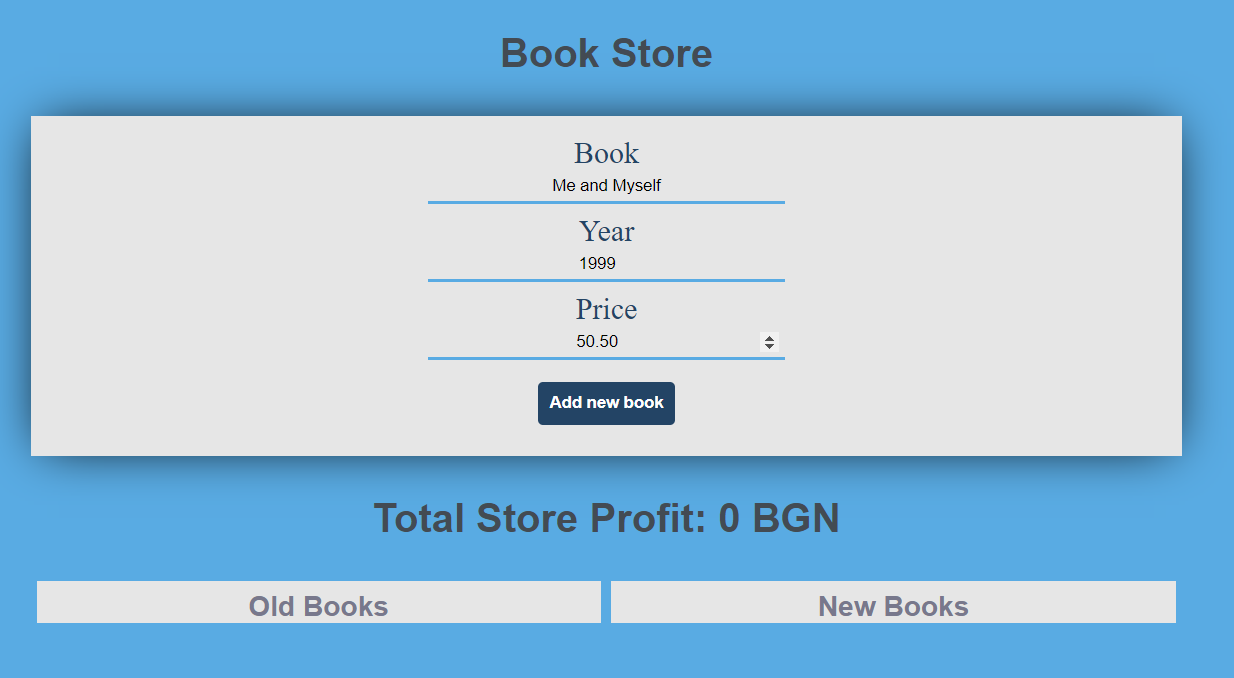 Book Store
Book
Me and Myself
Year
1999
Price
50.50
Add new book
Total Store Profit: 0 BGN
Old Books
New Books